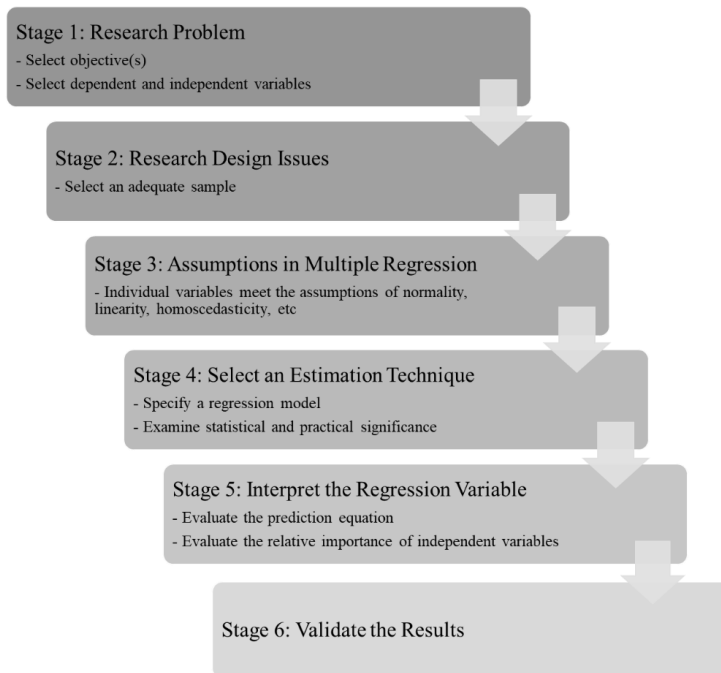 Stage 1: Research Problem
- Select objective(s)
- Select dependent and independent variables
Stage 2: Research Design Issues
- Select an adequate sample
Stage 3: Assumptions in Multiple Regression
- Individual variables meet the assumptions of normality,
linearity, homoscedasticity, etc
Stage 4: Select an Estimation Technique
- Specify a regression model
- Examine statistical and practical significance
Stage 5: Interpret the Regression Variable
- Evaluate the prediction equation
- Evaluate the relative importance of independent variables
Stage 6: Validate the Results